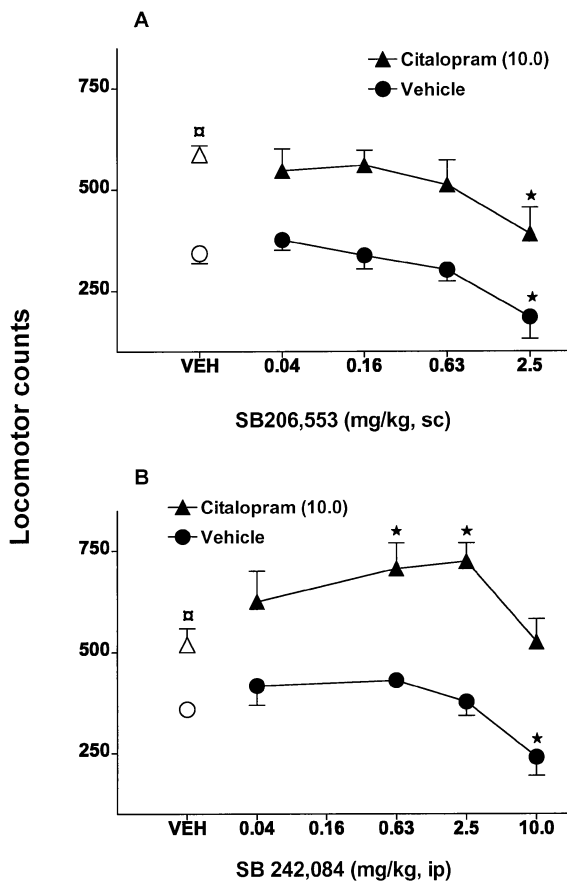 A
Citalopram (10.0)
Vehicle
750
500
250
VEH 0.04 0.16 0.63 2.5
SB206,553 (mg/kg, sc)
Locomotor counts
B
Citalopram (10.0)
Vehicle
750
500
250
VEH 0.04 0.16 0.63 2.5 10.0
SB 242,084 (mg/kg, ip)